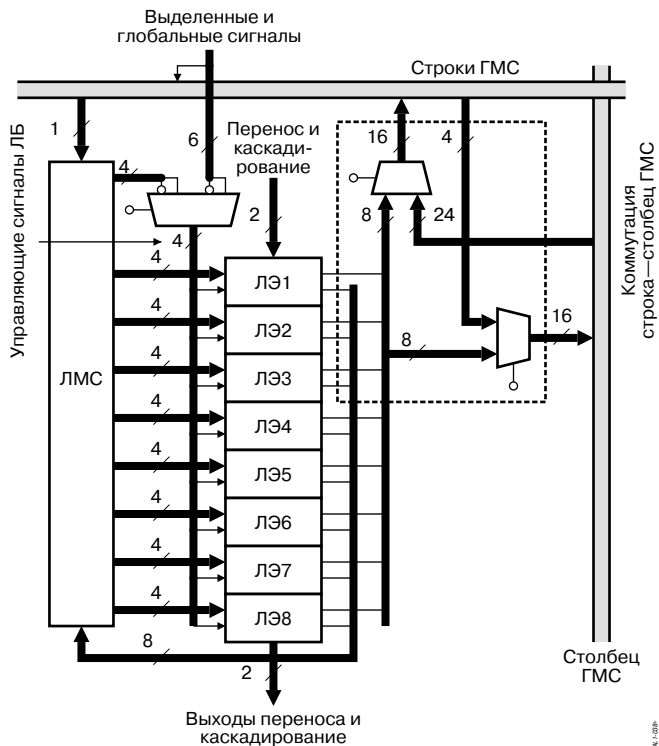 Выделенные и
глобальные сигналы
Строки ГМС
1
6
Перенос и
каскади-
рование
16
4
4
2
8
24
Управляющие сигналы ЛБ
4
Коммутация
строка—столбец ГМС
4
ЛЭ1
16
4
ЛЭ2
8
4
ЛЭ3
ЛМС
4
ЛЭ4
4
ЛЭ5
4
ЛЭ6
4
ЛЭ7
4
ЛЭ8
8
2
Столбец
ГМС
Выходы переноса и
каскадирование